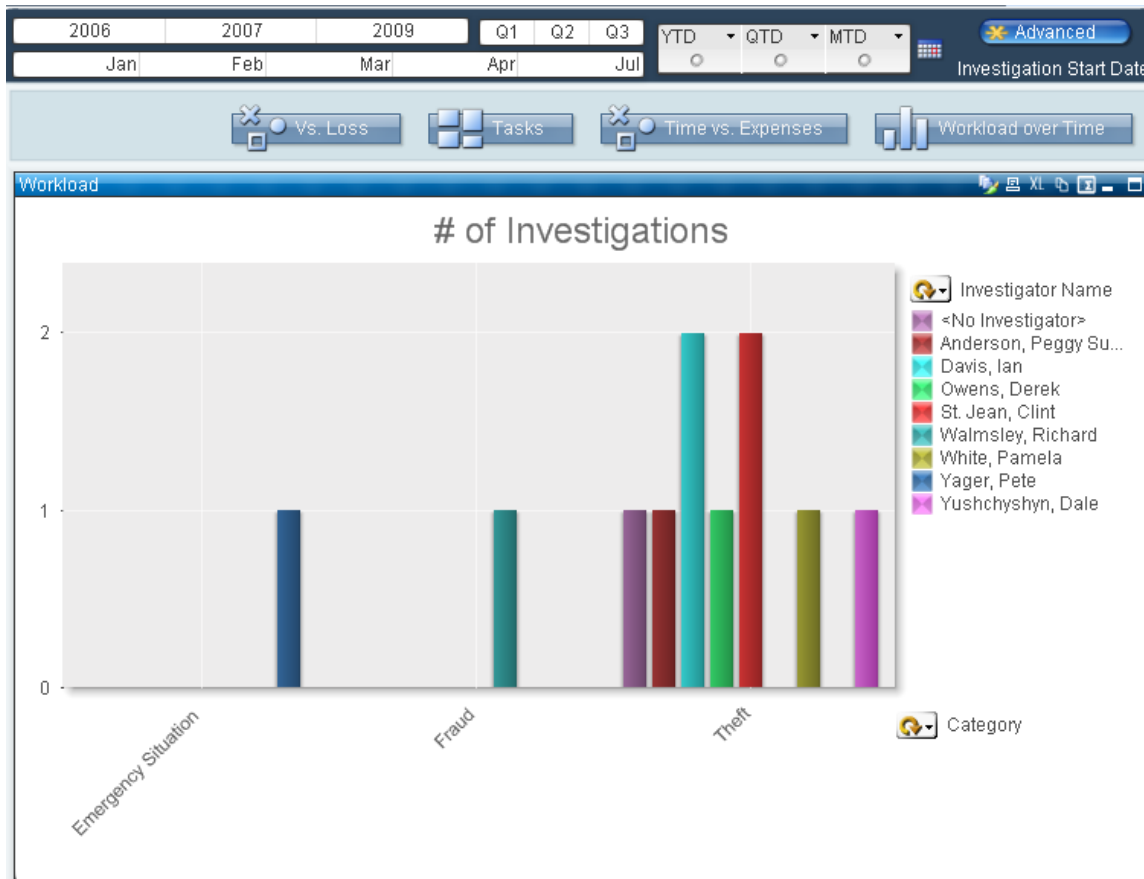 2006 2007 2009 Q1 Q2 Q3 YTD QTD MTD Advanced
Jan Feb Mar Apr Jul Investigation Start Date
Vs. Loss Tasks Time vs. Expenses Workload over Time
Workload XL
# of Investigations
Investigator Name
<No Investigator>
Anderson, Peggy Su...
Davis, Ian
Owens, Derek
St. Jean, Clint
Walmsley, Richard
White, Pamela
Yager, Pete
Yushchyshyn, Dale
2
1
0
Emergency Situation Fraud Theft
Category